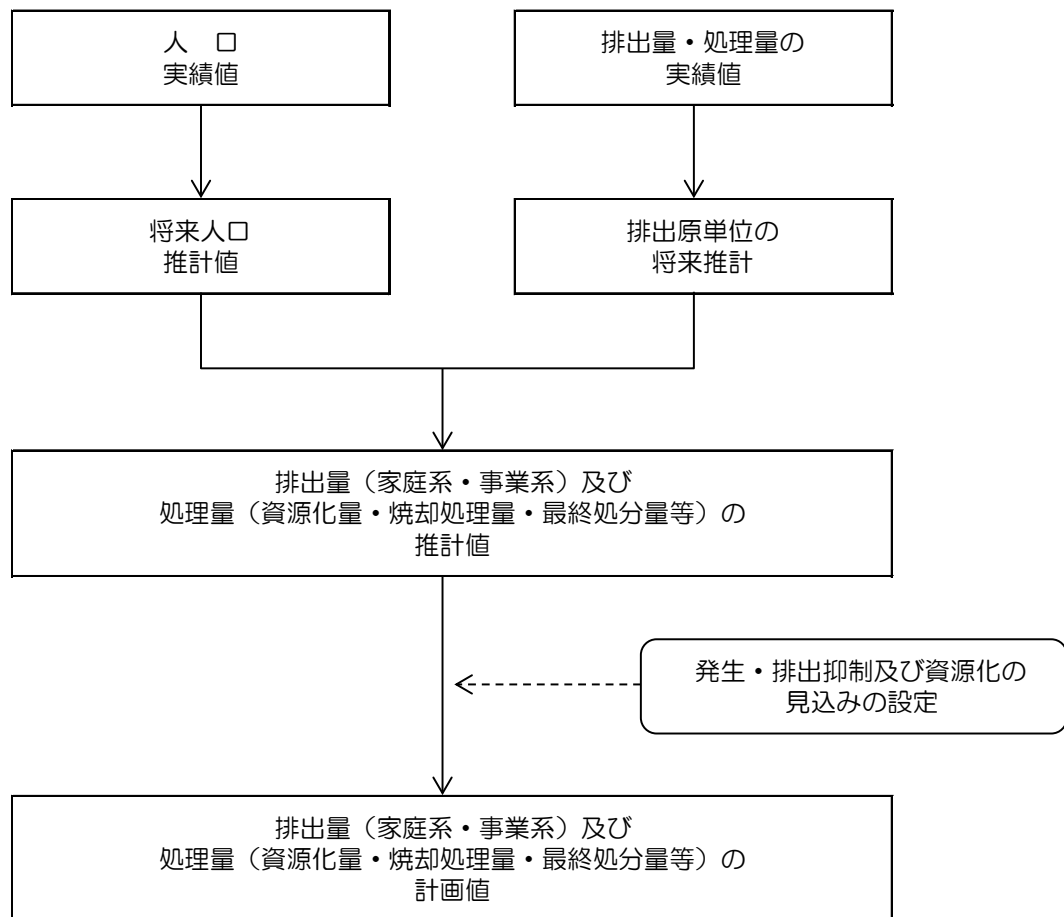 人　口
実績値
排出量・処理量の
実績値
将来人口
推計値
排出原単位の
将来推計
排出量（家庭系・事業系）及び
処理量（資源化量・焼却処理量・最終処分量等）の
推計値
発生・排出抑制及び資源化の
見込みの設定
排出量（家庭系・事業系）及び
処理量（資源化量・焼却処理量・最終処分量等）の
計画値